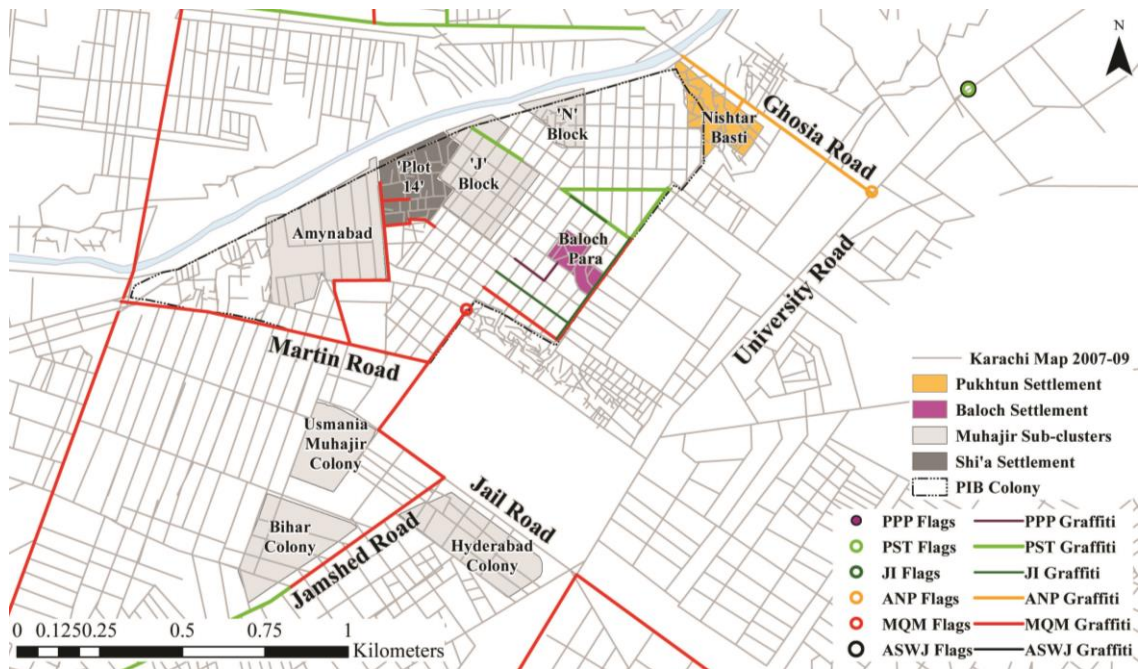 N
'N'
Block
Nishtar
Basti
Ghosia Road
'Plot
14'
'J'
Block
Amynabad
Baloch
Para
University Road
Martin Road
Usmania
Muhajir
Colony
Jail Road
Bihar
Colony
Jamshed Road
Hyderabad
Colony
Karachi Map 2007-09
Pukhtun Settlement
Baloch Settlement
Muhajir Sub-clusters
Shi'a Settlement
PIB Colony
PPP Flags PPP Graffiti
PST Flags PST Graffiti
JI Flags JI Graffiti
ANP Flags ANP Graffiti
MQM Flags MQM Graffiti
ASWJ Flags ASWJ Graffiti
0 0.1250.25 0.5 0.75 1
Kilometers